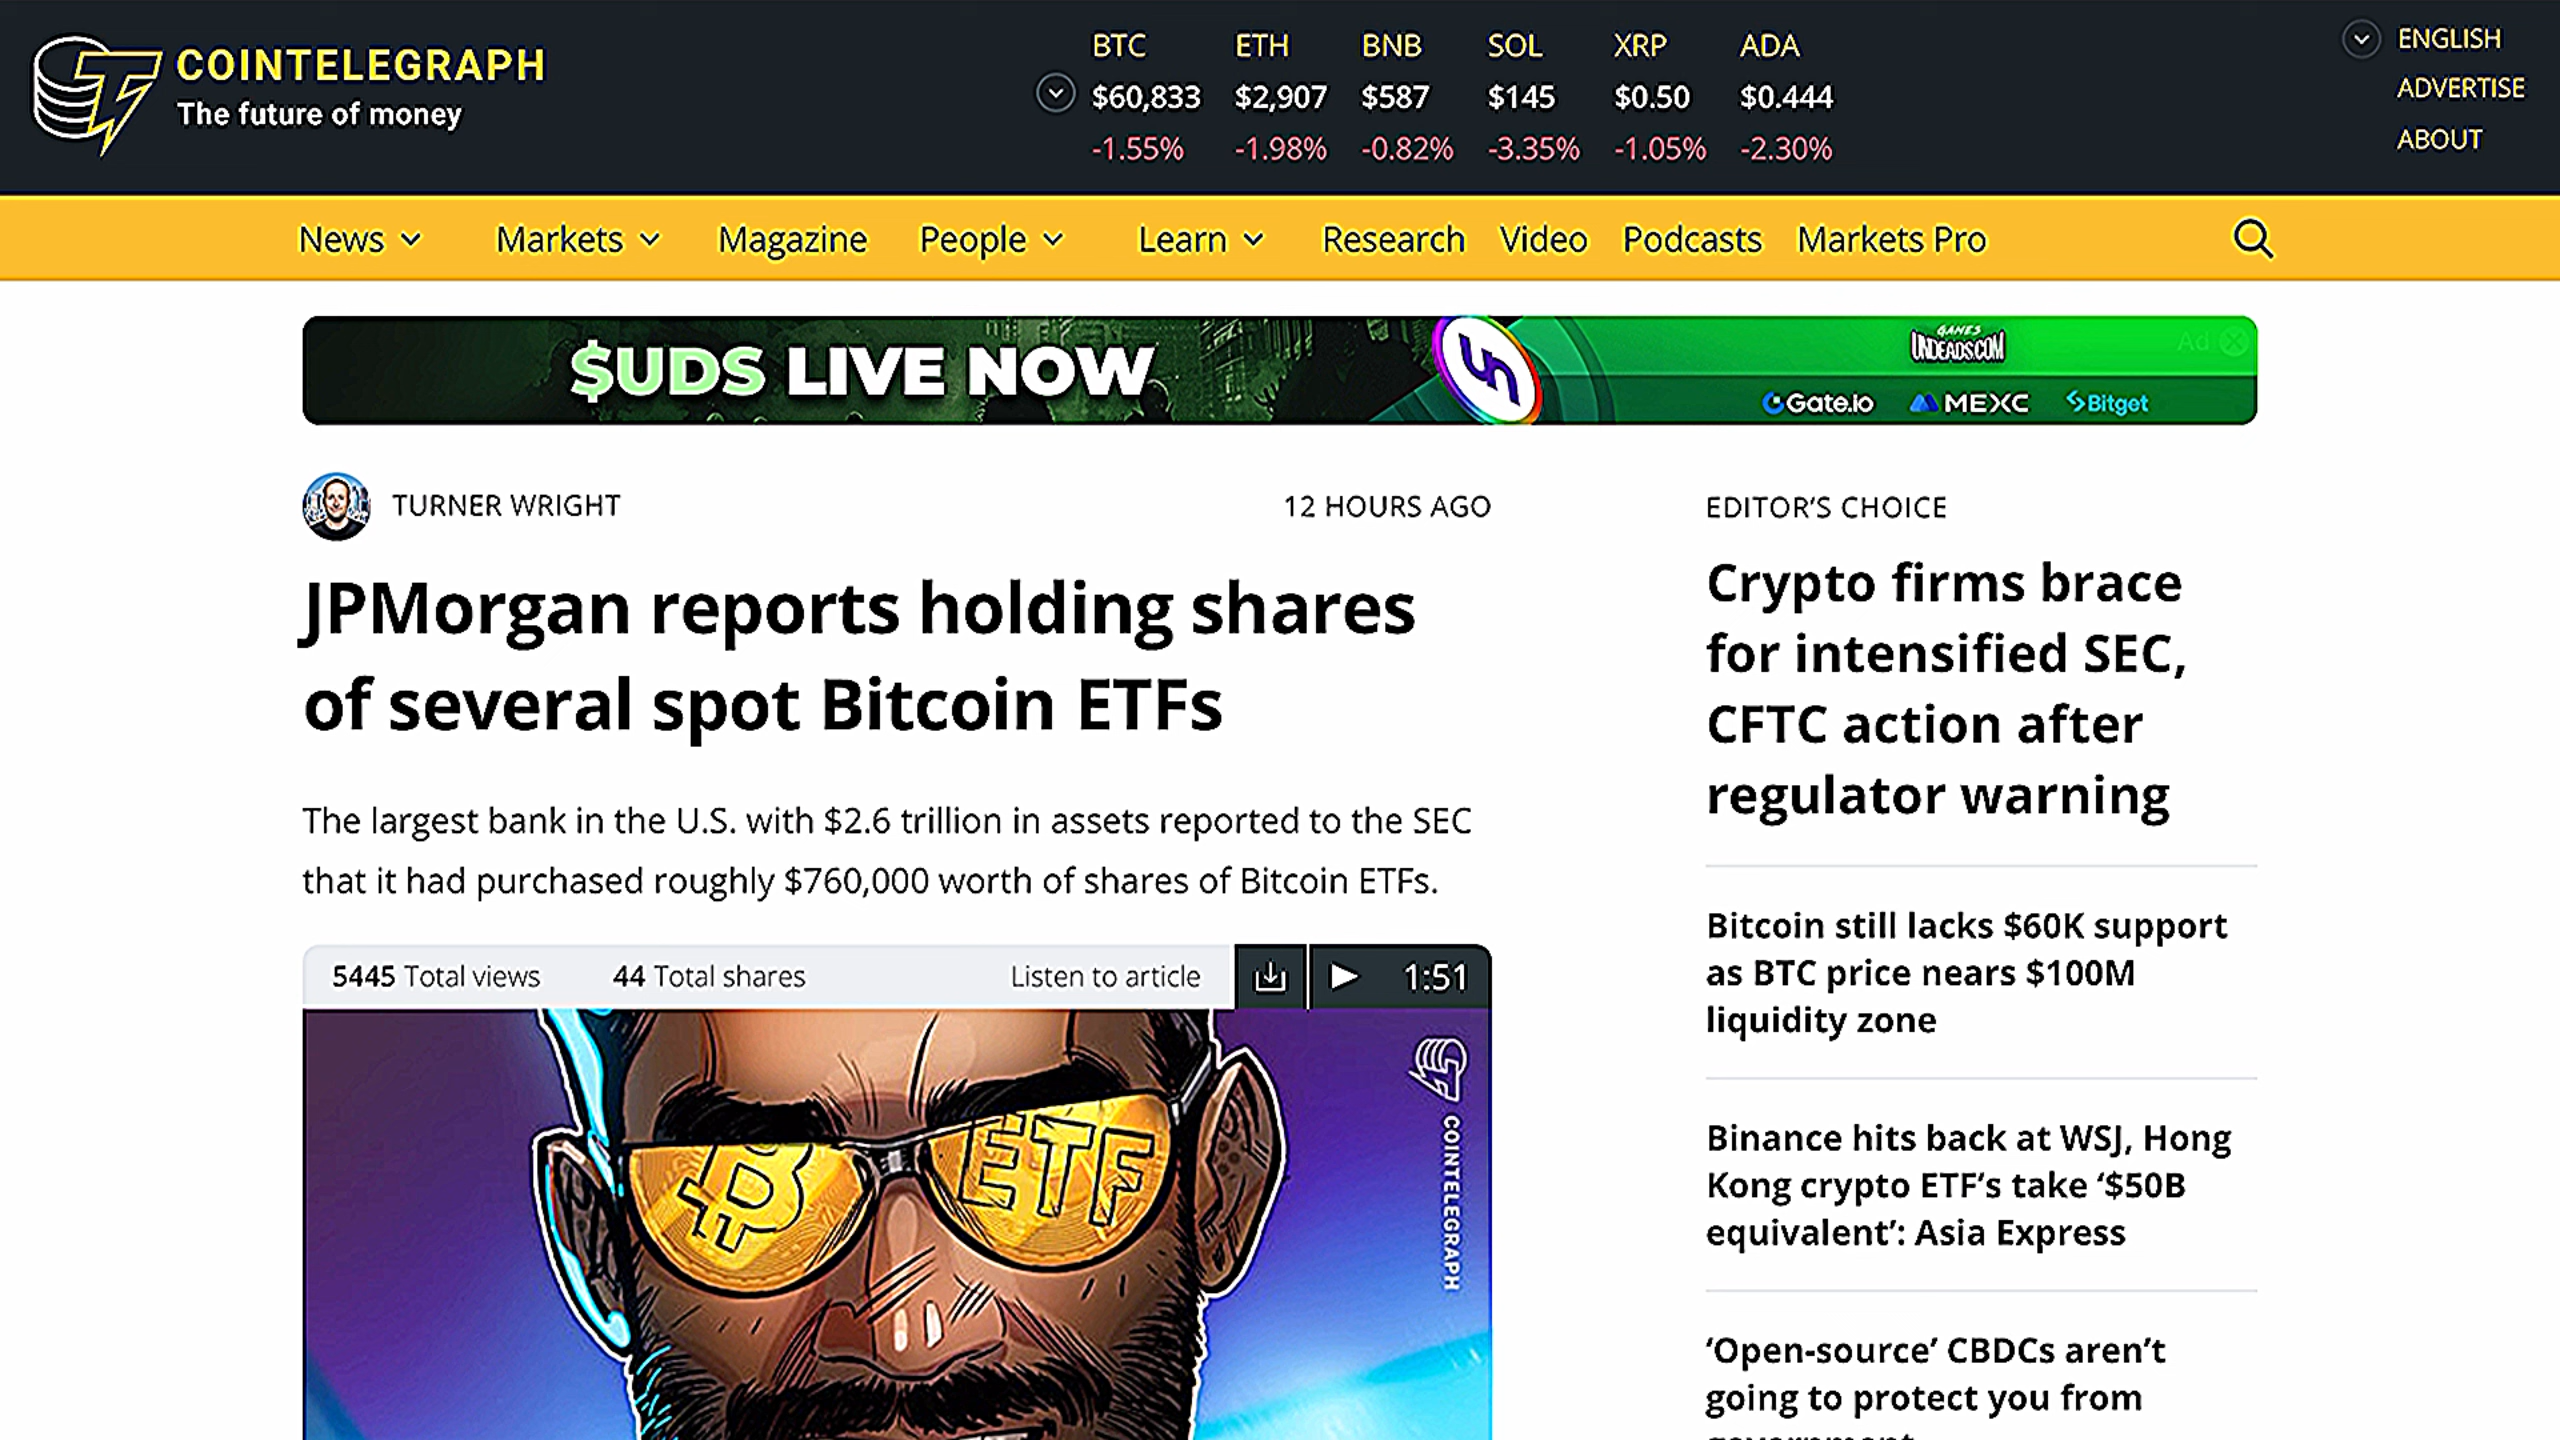 COINTELEGRAPH
The future of money
BTC ETH BNB SOL XRP ADA
$60,833 $2,907 $587 $145 $0.50 $0.444
-1.55% -1.98% -0.82% -3.35% -1.05% -2.30%
ENGLISH
ADVERTISE
ABOUT
News Markets Magazine People Learn Research Video Podcasts Markets Pro
$UDS LIVE NOW
GAMES
UNDEADS.COM
Ad
Gate.io MEXC Bitget
TURNER WRIGHT
12 HOURS AGO
JPMorgan reports holding shares
of several spot Bitcoin ETFs
The largest bank in the U.S. with $2.6 trillion in assets reported to the SEC
that it had purchased roughly $760,000 worth of shares of Bitcoin ETFs.
5445 Total views 44 Total shares Listen to article 1:51
ETF
COINTELEGRAPH
EDITOR’S CHOICE
Crypto firms brace
for intensified SEC,
CFTC action after
regulator warning
Bitcoin still lacks $60K support
as BTC price nears $100M
liquidity zone
Binance hits back at WSJ, Hong
Kong crypto ETF’s take ‘$50B
equivalent’: Asia Express
‘Open-source’ CBDCs aren’t
going to protect you from